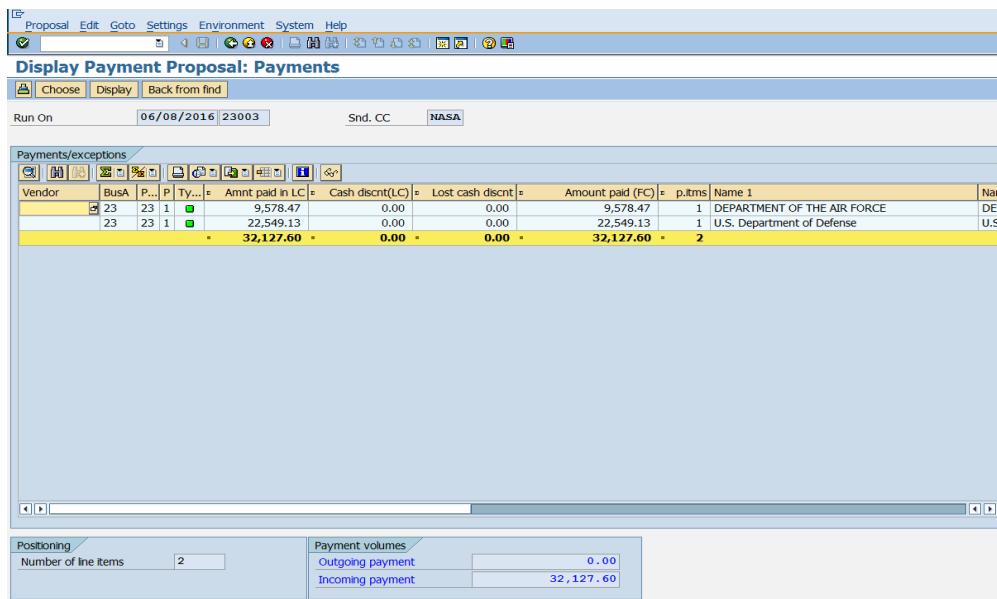 Proposal Edit Goto Settings Environment System Help
Display Payment Proposal: Payments
Choose Display Back from find
Run On 06/08/2016 23003 Snd. CC NASA
Payments/exceptions
Vendor BusA P... P Ty... Amnt paid in LC Cash discnt(LC) Lost cash discnt Amount paid (FC) p.itms Name 1 Nar
23 23 1 9,578.47 0.00 0.00 9,578.47 1 DEPARTMENT OF THE AIR FORCE DE
23 23 1 22,549.13 0.00 0.00 22,549.13 1 U.S. Department of Defense U.S
32,127.60 0.00 0.00 32,127.60 2
Positioning
Number of line items 2
Payment volumes
Outgoing payment 0.00
Incoming payment 32,127.60